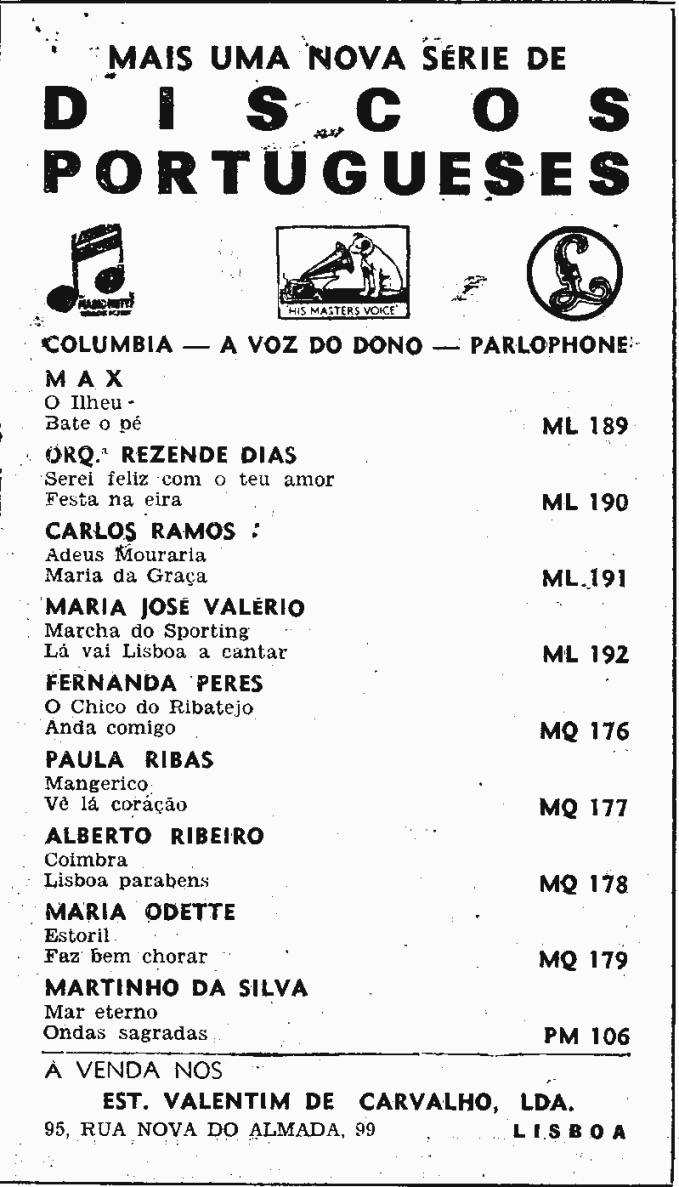 MAIS UMA NOVA SÉRIE DE
DISCOS
PORTUGUESES
"HIS MASTERS VOICE"
COLUMBIA — A VOZ DO DONO — PARLOPHONE
MAX
O Ilheu
Bate o pé
ML 189
ORQ.ª REZENDE DIAS
Serei feliz com o teu amor
Festa na eira
ML 190
CARLOS RAMOS
Adeus Mouraria
Maria da Graça
ML 191
MARIA JOSÉ VALÉRIO
Marcha do Sporting
Lá vai Lisboa a cantar
ML 192
FERNANDA PERES
O Chico do Ribatejo
Anda comigo
MQ 176
PAULA RIBAS
Mangerico
Vê lá coráção
MQ 177
ALBERTO RIBEIRO
Coimbra
Lisboa parabens
MQ 178
MARIA ODETTE
Estoril
Faz bem chorar
MQ 179
MARTINHO DA SILVA
Mar eterno
Ondas sagradas
PM 106
À VENDA NOS
EST. VALENTIM DE CARVALHO, LDA.
95, RUA NOVA DO ALMADA, 99
LISBOA